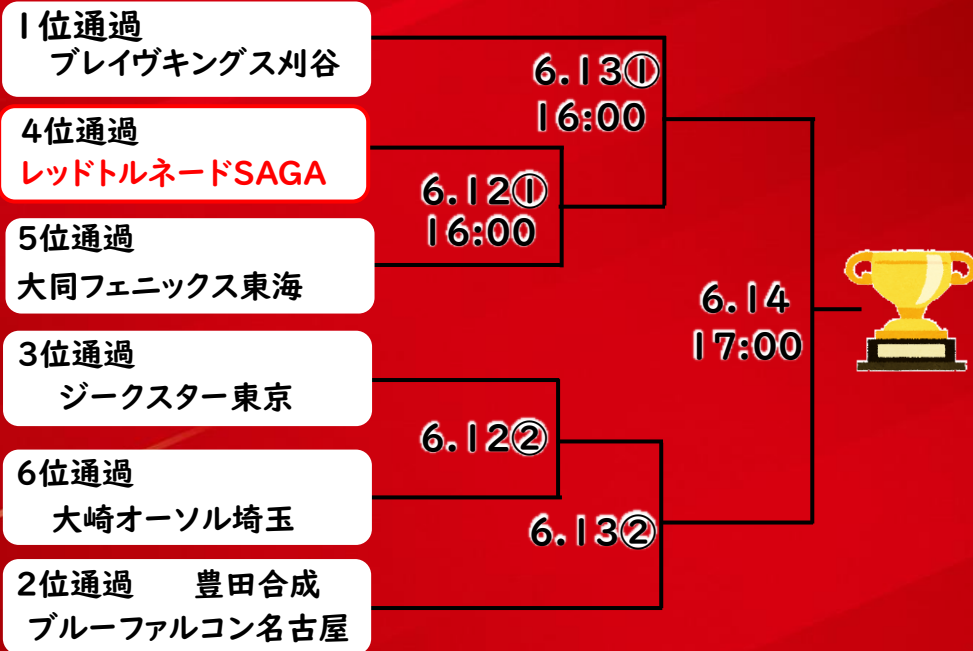 1位通過
ブレイヴキングス刈谷
6.13①
16:00
4位通過
レッドトルネードSAGA
6.12①
16:00
5位通過
大同フェニックス東海
6.14
17:00
3位通過
ジークスター東京
6.12②
6位通過
大崎オーソル埼玉
6.13②
2位通過 豊田合成
ブルーファルコン名古屋